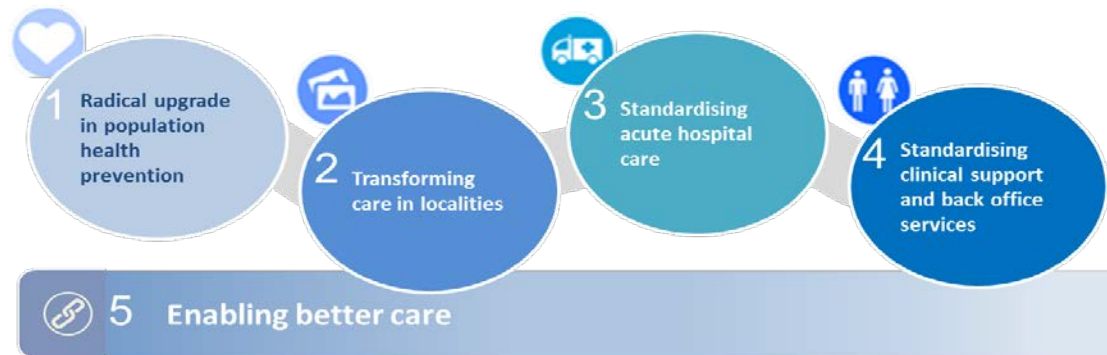 1 Radical upgrade
in population
health
prevention
2 Transforming
care in localities
3 Standardising
acute hospital
care
4 Standardising
clinical support
and back office
services
5 Enabling better care